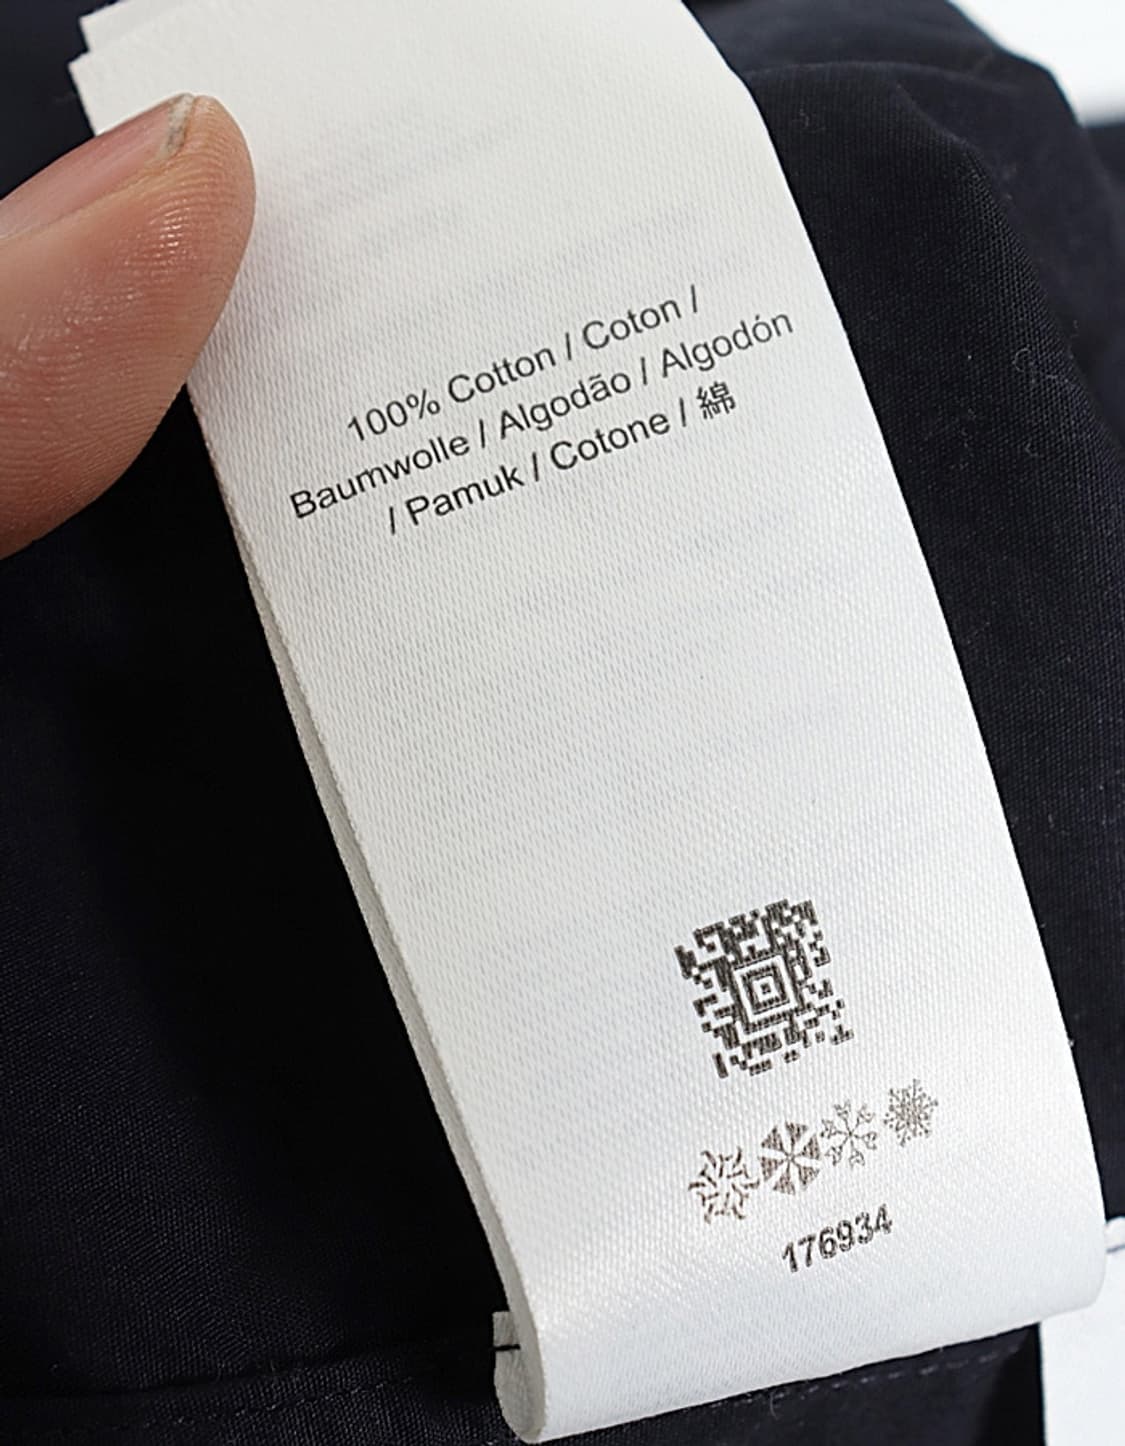 100% Cotton / Coton /
Baumwolle / Algodão / Algodón
/ Pamuk / Cotone / 綿
176934